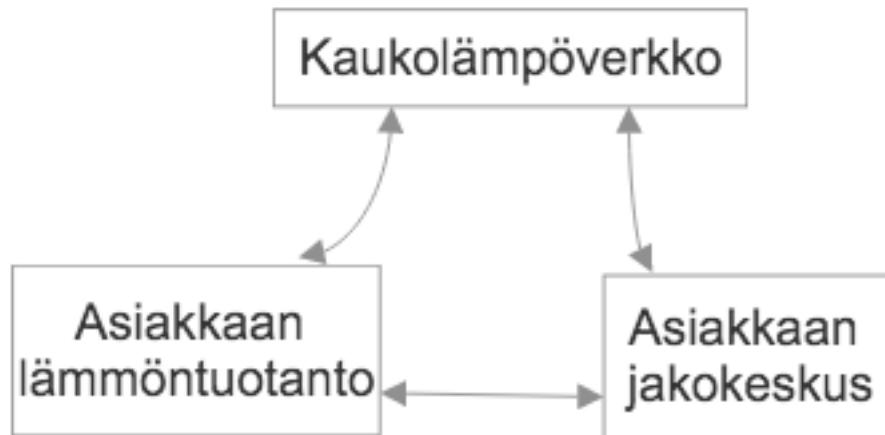 Kaukolämpöverkko
Asiakkaan
lämmöntuotanto
Asiakkaan
jakokeskus